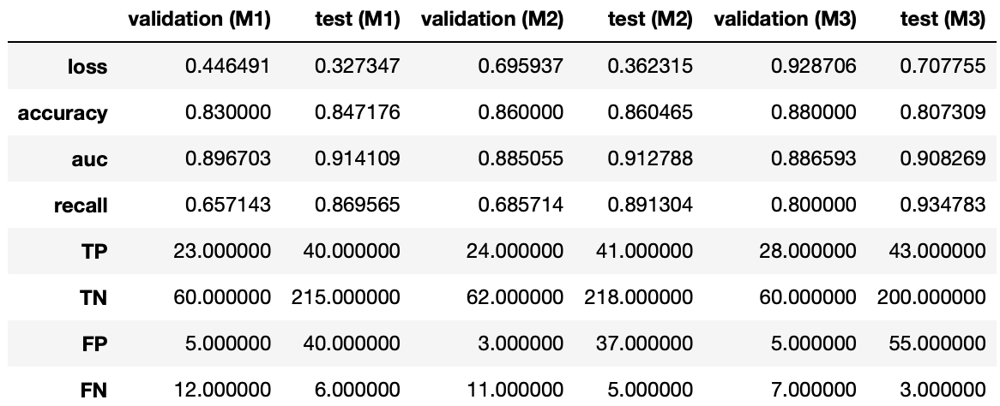 validation (M1) test (M1) validation (M2) test (M2) validation (M3) test (M3)
loss 0.446491 0.327347 0.695937 0.362315 0.928706 0.707755
accuracy 0.830000 0.847176 0.860000 0.860465 0.880000 0.807309
auc 0.896703 0.914109 0.885055 0.912788 0.886593 0.908269
recall 0.657143 0.869565 0.685714 0.891304 0.800000 0.934783
TP 23.000000 40.000000 24.000000 41.000000 28.000000 43.000000
TN 60.000000 215.000000 62.000000 218.000000 60.000000 200.000000
FP 5.000000 40.000000 3.000000 37.000000 5.000000 55.000000
FN 12.000000 6.000000 11.000000 5.000000 7.000000 3.000000